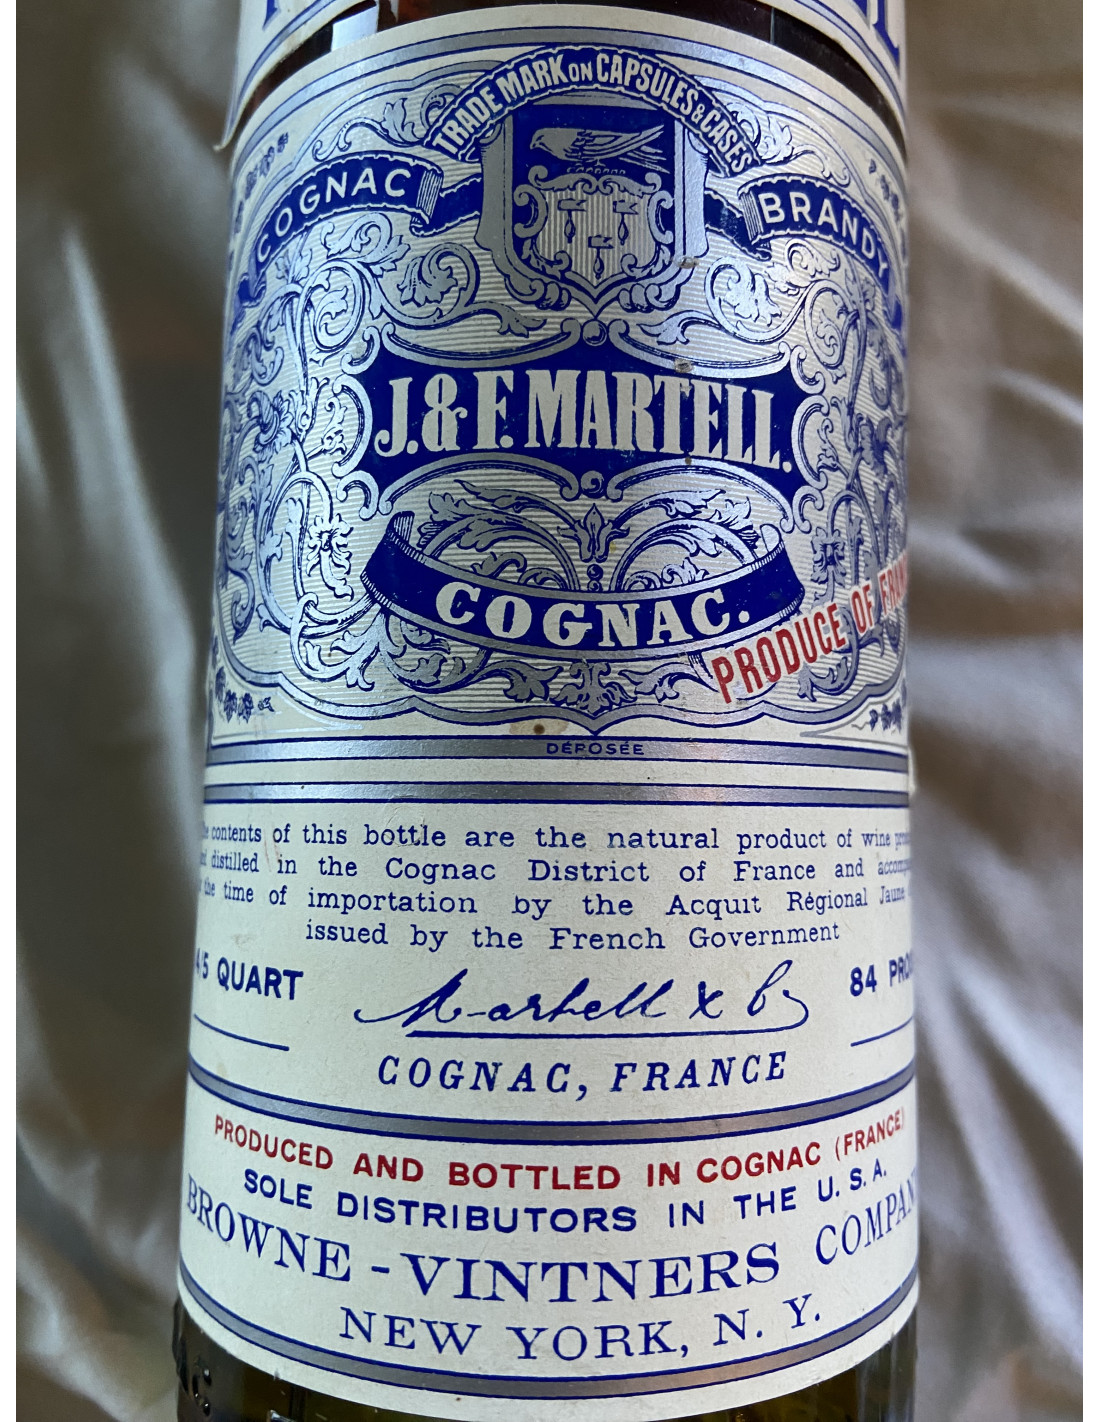 TRADE MARK ON CAPSULES & CASES
COGNAC BRANDY
J. & F. MARTELL.
COGNAC.
PRODUCE OF
DÉPOSÉE
contents of this bottle are the natural product of wine
distilled in the Cognac District of France and
the time of importation by the Acquit Régional Jaune
issued by the French Government
4/5 QUART
84
Martell & Co
COGNAC, FRANCE
PRODUCED AND BOTTLED IN COGNAC (FRANCE)
SOLE DISTRIBUTORS IN THE U.S.A.
BROWNE-VINTNERS
NEW YORK, N. Y.